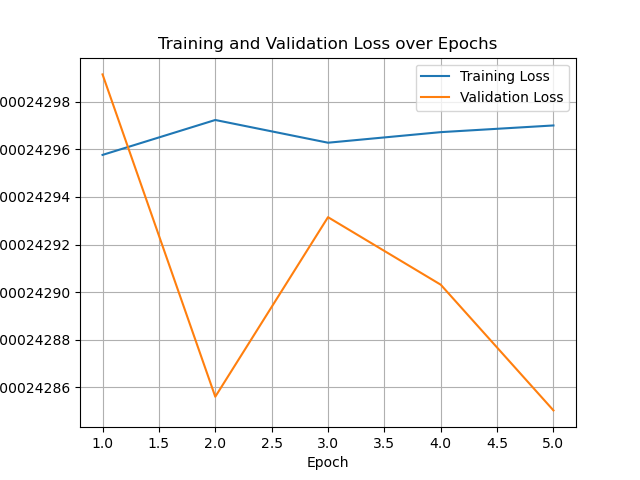 Training and Validation Loss over Epochs
Training Loss
Validation Loss
00024298
00024296
00024294
00024292
00024290
00024288
00024286
1.0 1.5 2.0 2.5 3.0 3.5 4.0 4.5 5.0
Epoch